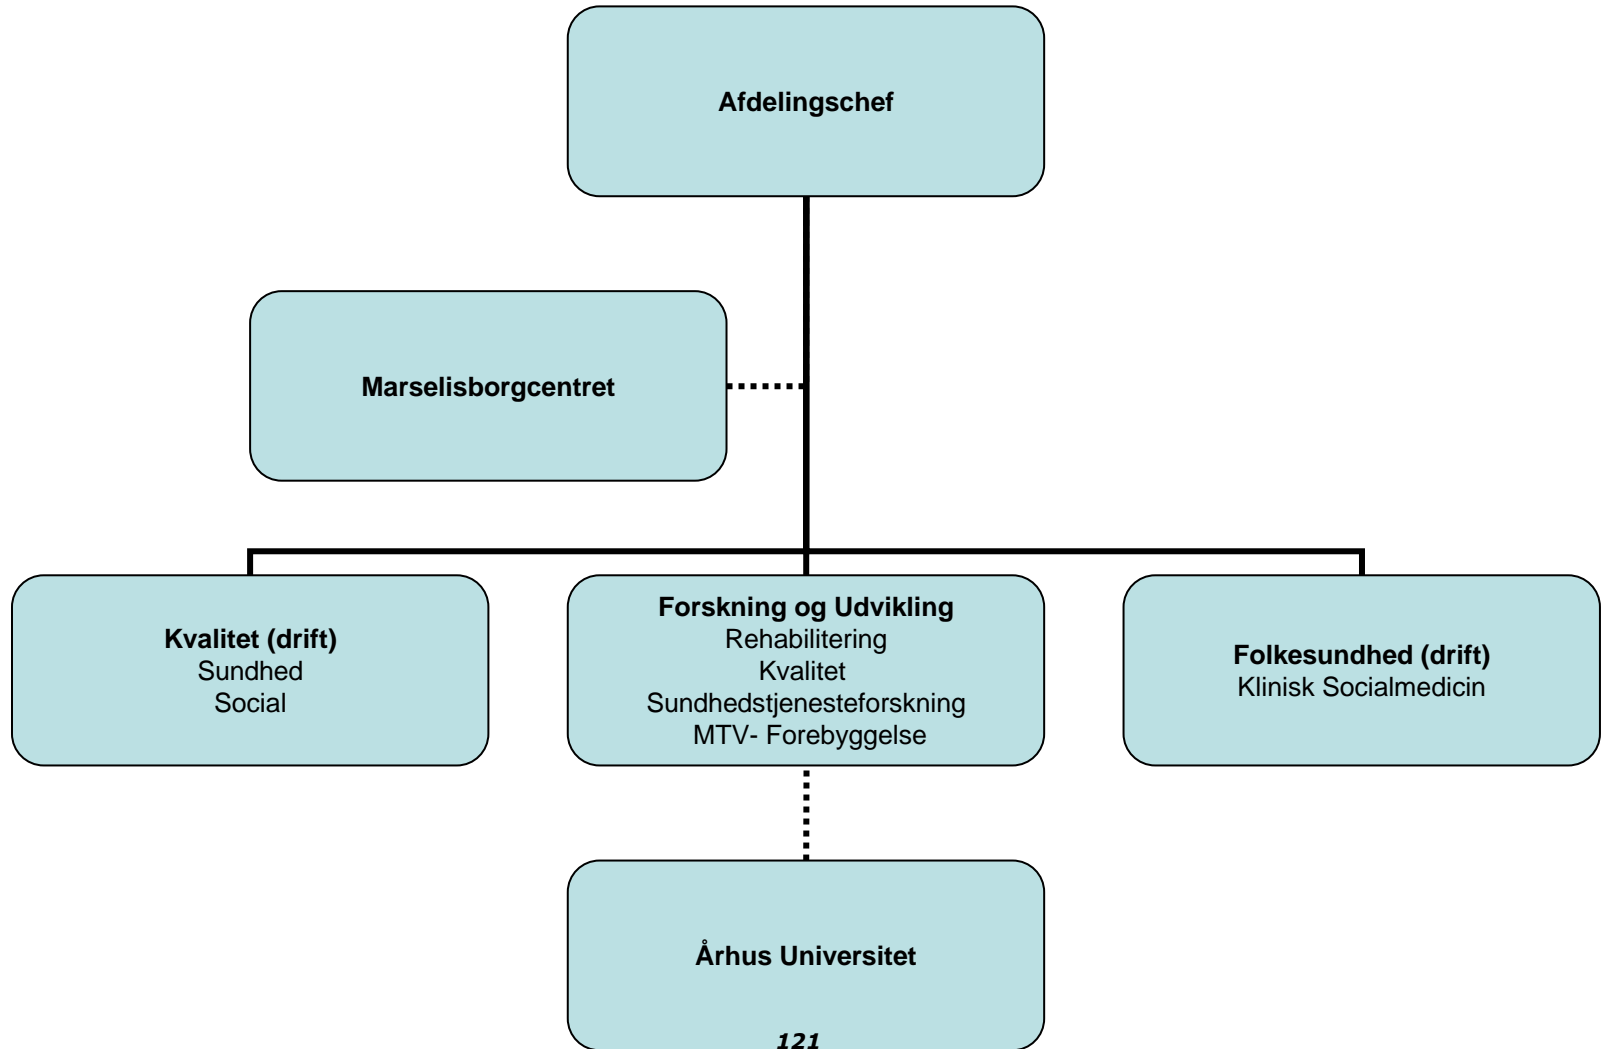 Afdelingschef
Marselisborgcentret
Kvalitet (drift)
Sundhed
Social
Forskning og Udvikling
Rehabilitering
Kvalitet
Sundhedstjenesteforskning
MTV- Forebyggelse
Folkesundhed (drift)
Klinisk Socialmedicin
Århus Universitet
121